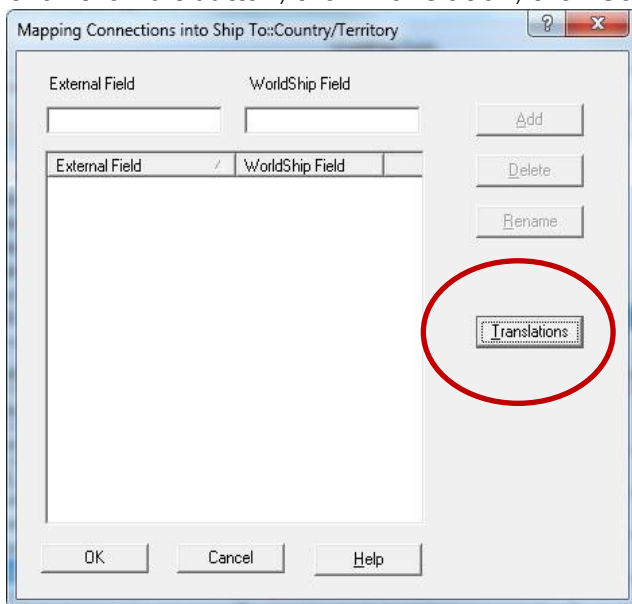 Mapping Connections into Ship To::Country/Territory
External Field WorldShip Field
Add
External Field WorldShip Field
Delete
Rename
Translations
OK Cancel Help